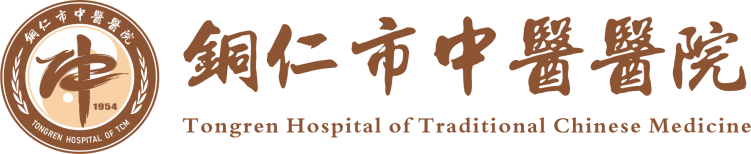 銅仁市中醫醫院
中
1954
TONGREN HOSPITAL OF TCM
銅仁市中醫醫院
Tongren Hospital of Traditional Chinese Medicine